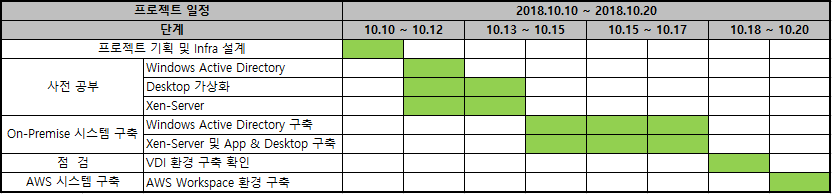 프로젝트 일정 2018.10.10 ~ 2018.10.20
단계 10.10 ~ 10.12 10.13 ~ 10.15 10.15 ~ 10.17 10.18 ~ 10.20
프로젝트 기획 및 Infra 설계
사전 공부 Windows Active Directory
Desktop 가상화
Xen-Server
On-Premise 시스템 구축 Windows Active Directory 구축
Xen-Server 및 App & Desktop 구축
점 검 VDI 환경 구축 확인
AWS 시스템 구축 AWS Workspace 환경 구축